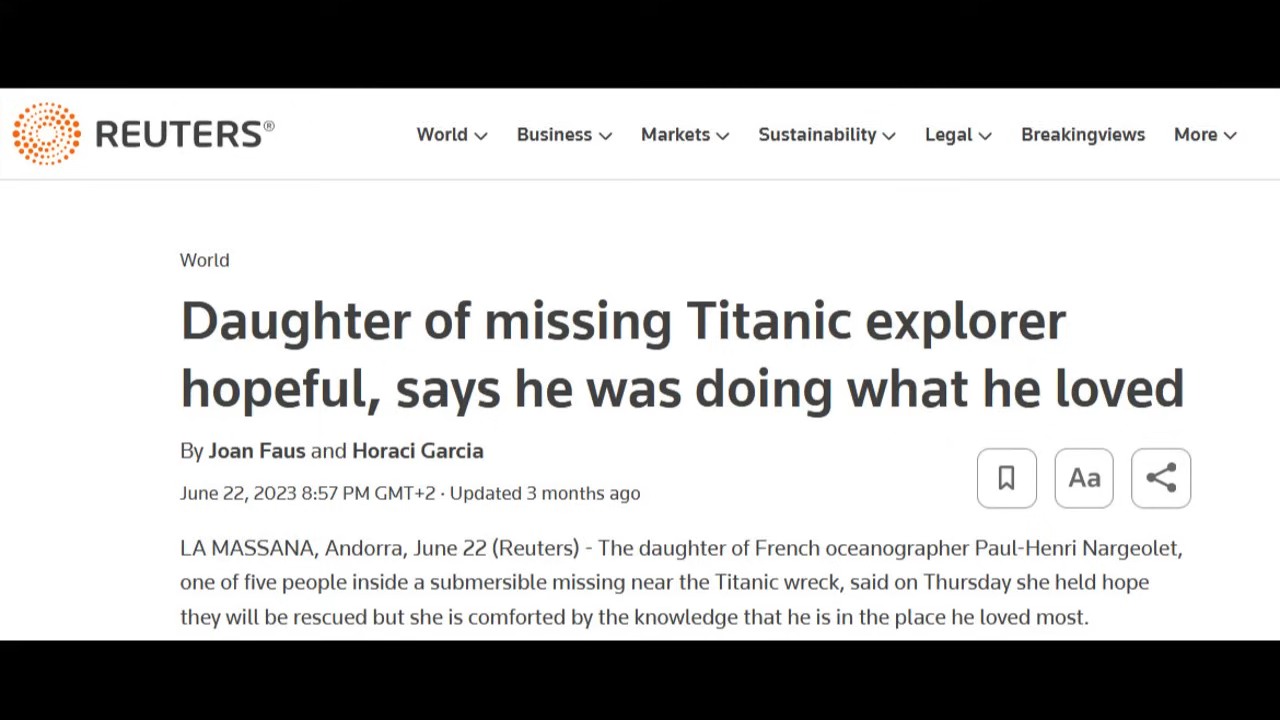 REUTERS®
World Business Markets Sustainability Legal Breakingviews More
World
Daughter of missing Titanic explorer
hopeful, says he was doing what he loved
By Joan Faus and Horaci Garcia
June 22, 2023 8:57 PM GMT+2 · Updated 3 months ago
Aa
LA MASSANA, Andorra, June 22 (Reuters) - The daughter of French oceanographer Paul-Henri Nargeolet,
one of five people inside a submersible missing near the Titanic wreck, said on Thursday she held hope
they will be rescued but she is comforted by the knowledge that he is in the place he loved most.